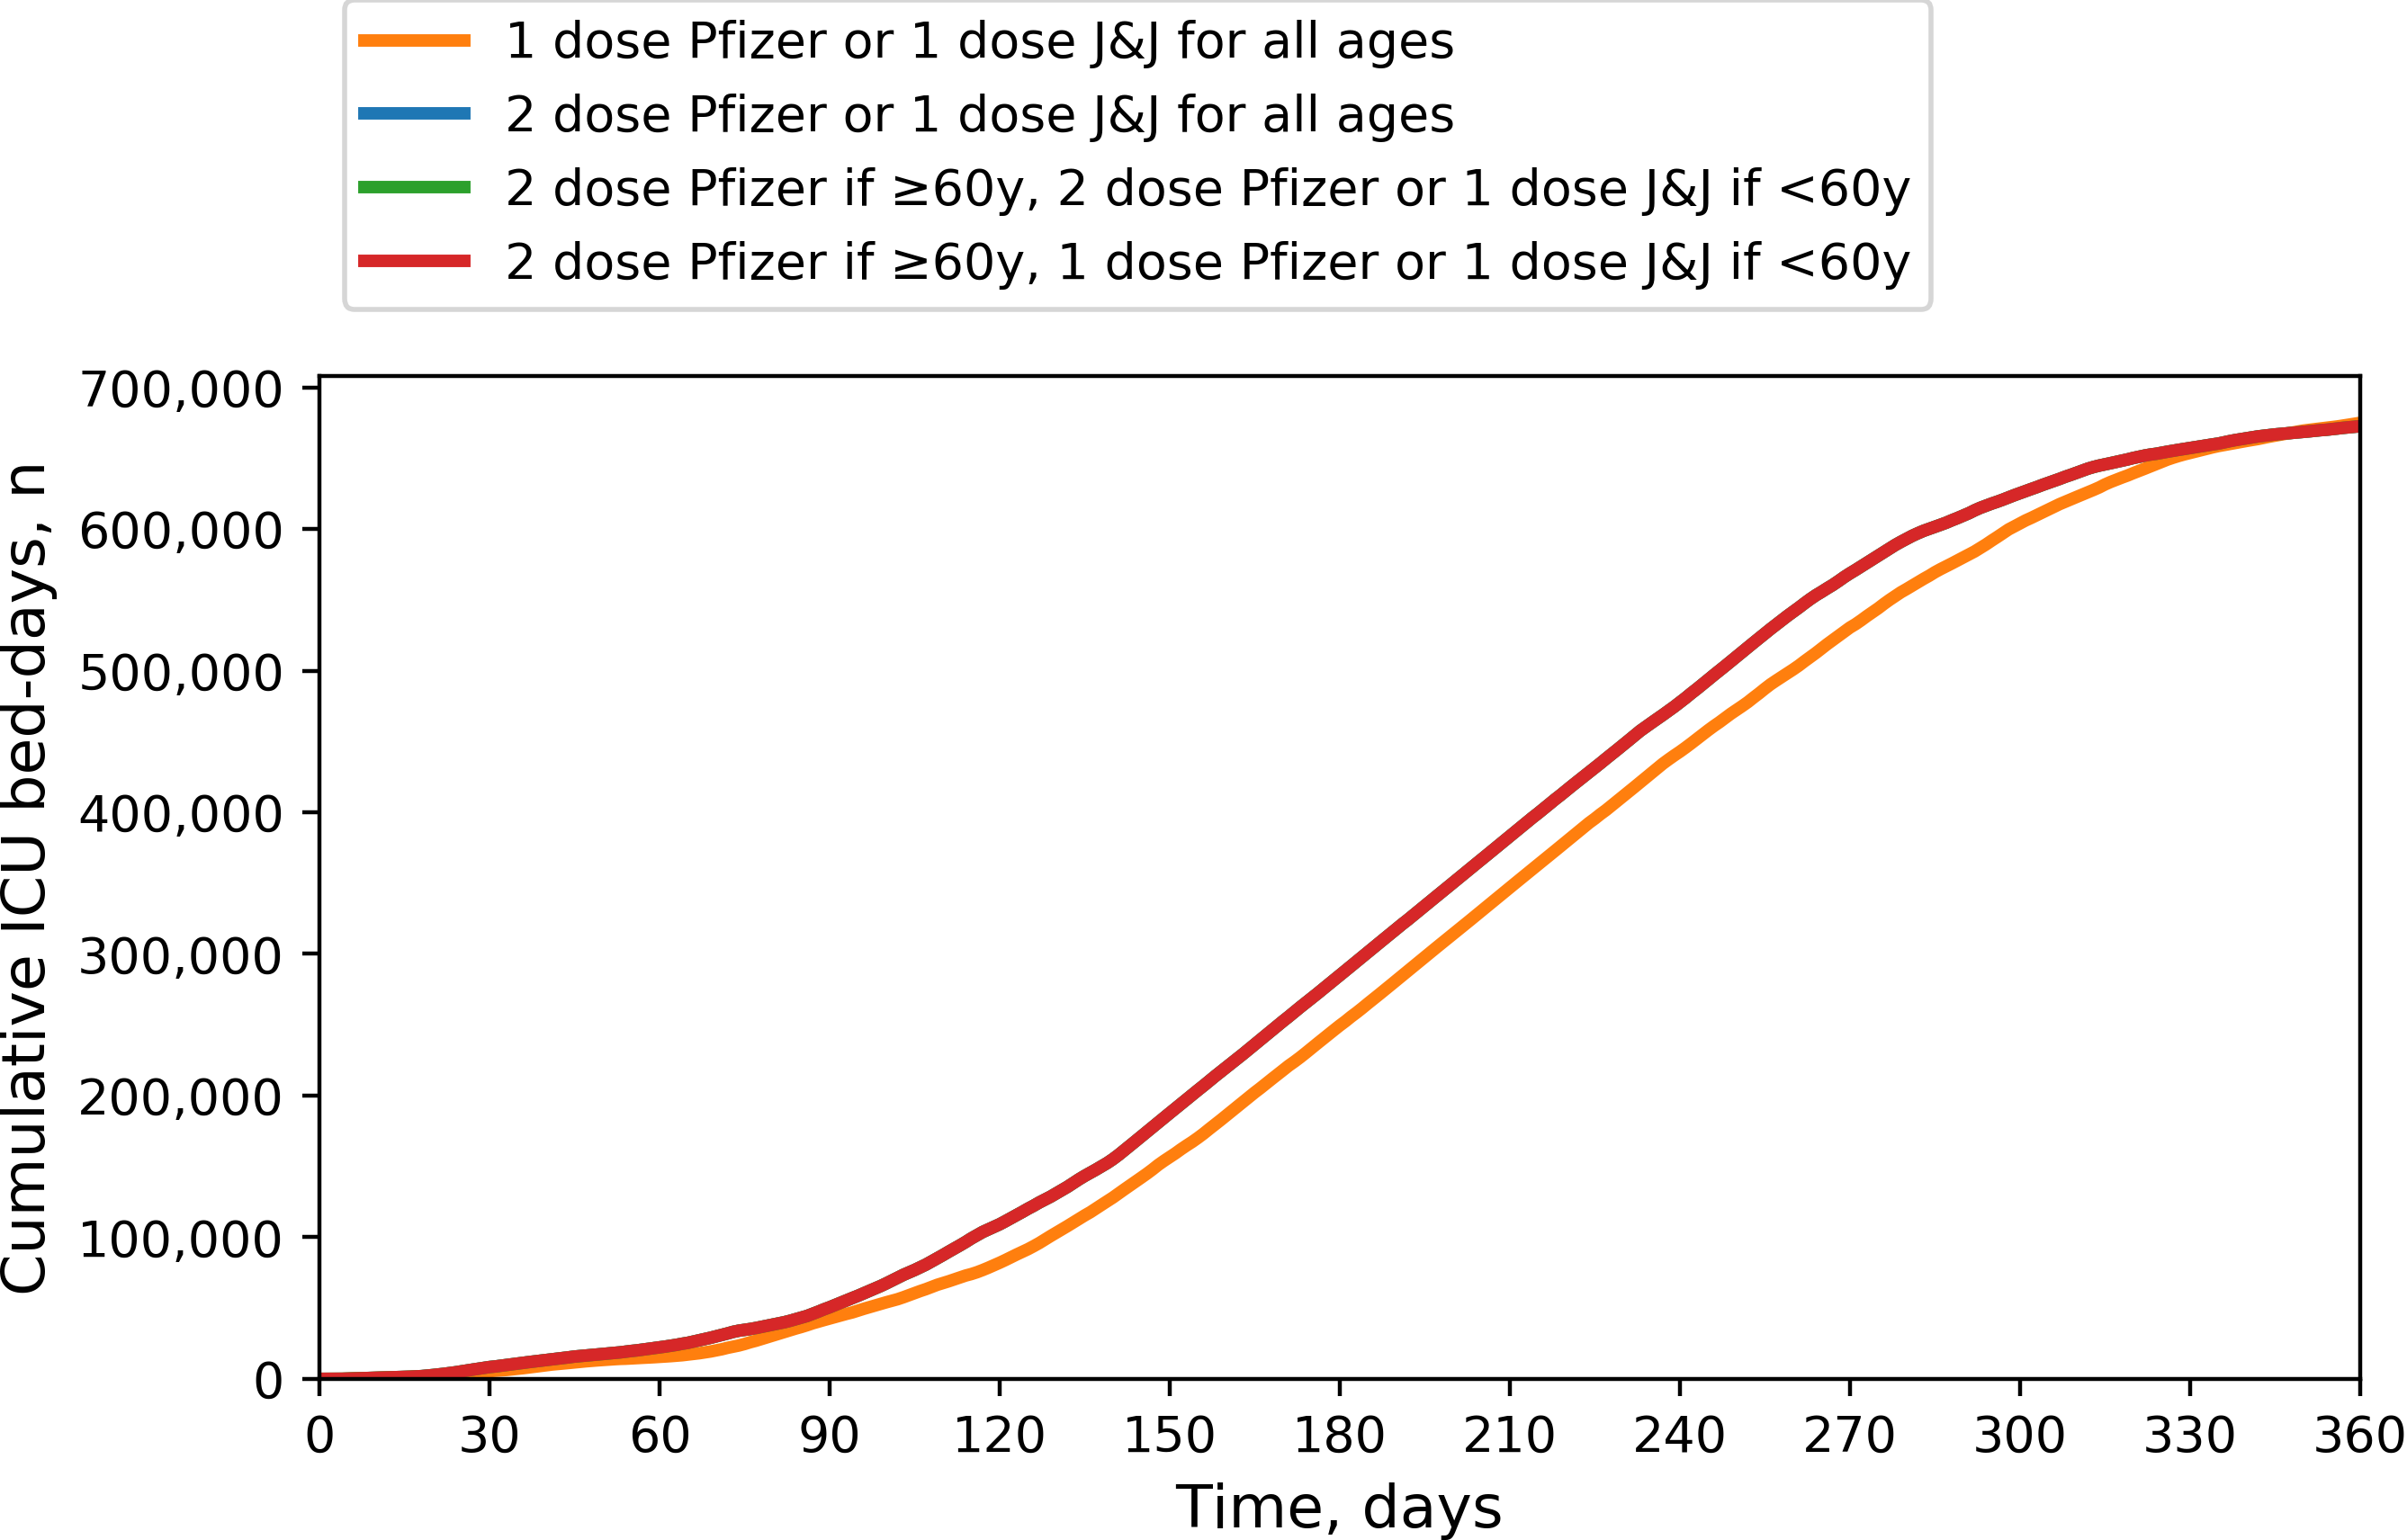 1 dose Pfizer or 1 dose J&J for all ages
2 dose Pfizer or 1 dose J&J for all ages
2 dose Pfizer if ≥60y, 2 dose Pfizer or 1 dose J&J if <60y
2 dose Pfizer if ≥60y, 1 dose Pfizer or 1 dose J&J if <60y
Cumulative ICU bed-days, n
700,000
600,000
500,000
400,000
300,000
200,000
100,000
0
0 30 60 90 120 150 180 210 240 270 300 330 360
Time, days